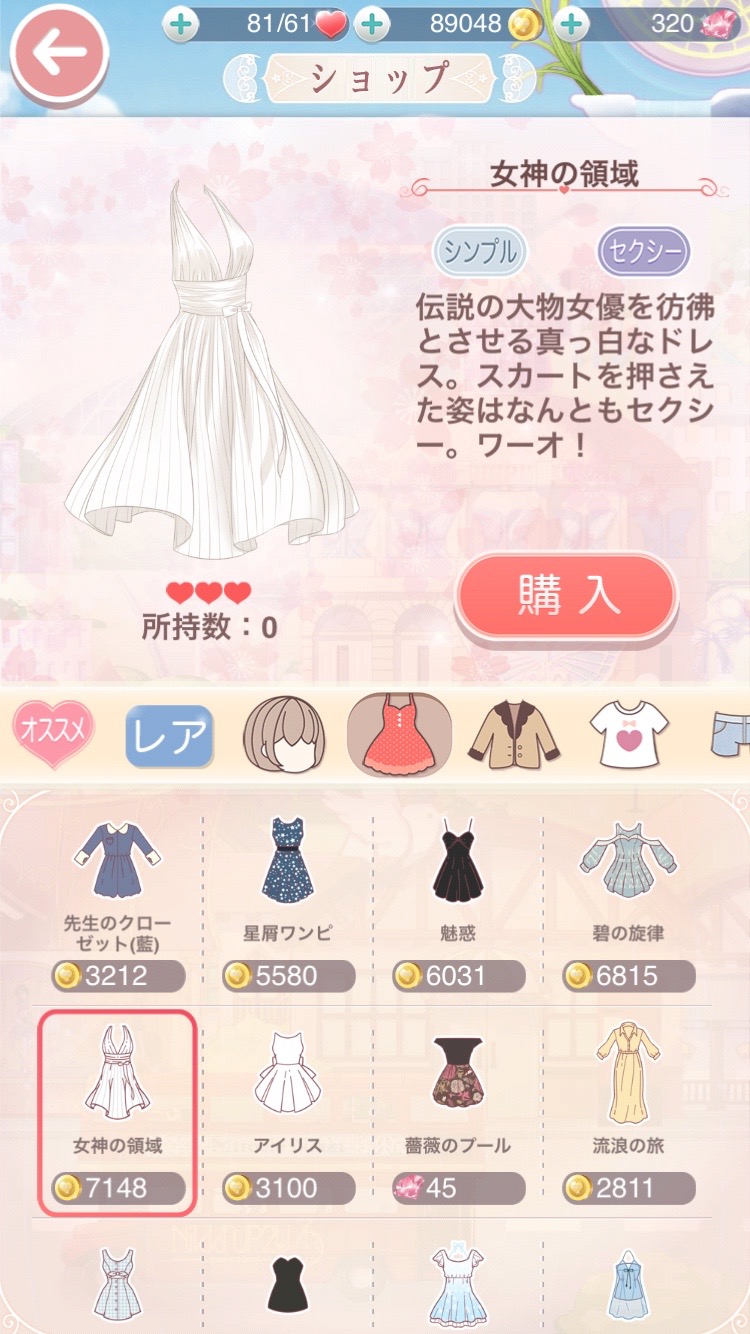 81/61
89048
320
ショップ
女神の領域
シンプル
セクシー
伝説の大物女優を彷彿
とさせる真っ白なドレ
ス。スカートを押さえ
た姿はなんともセクシ
ー。ワーオ！
所持数：0
購入
オススメ
レア
先生のクロー
ゼット(藍)
星屑ワンピ
魅惑
碧の旋律
3212
5580
6031
6815
女神の領域
アイリス
薔薇のプール
流浪の旅
7148
3100
45
2811